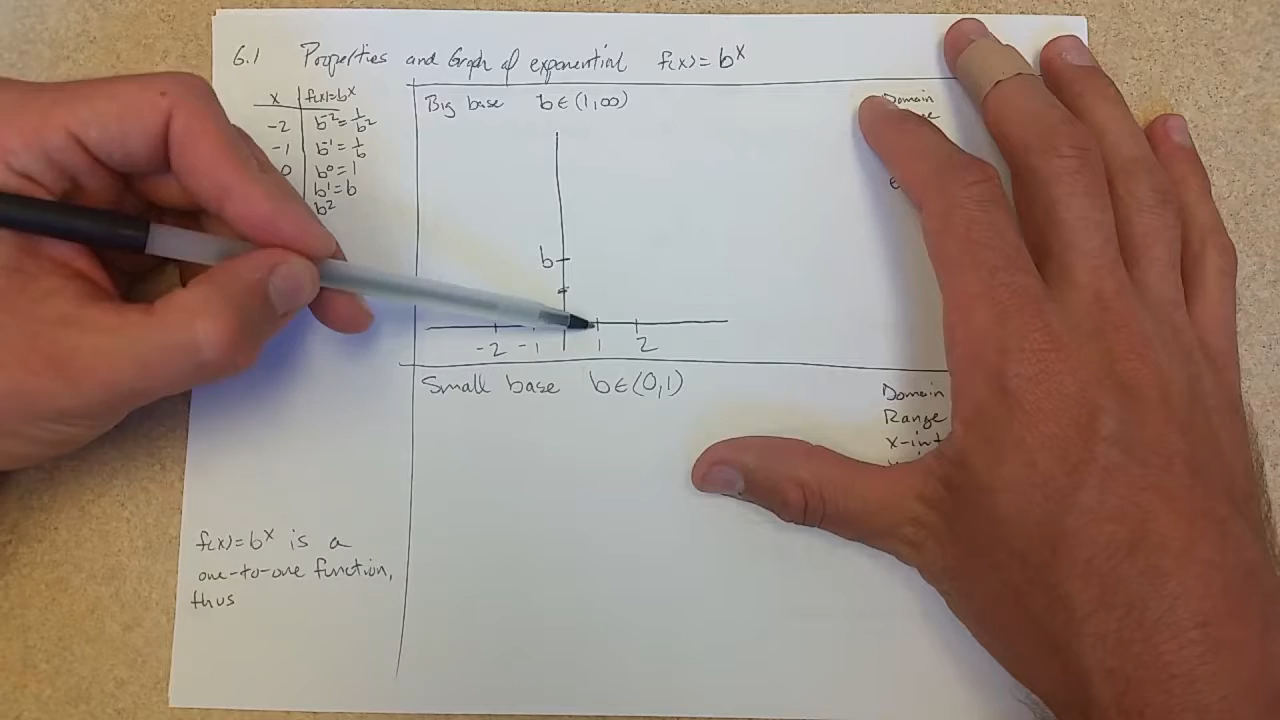 6.1 Properties and Graph of exponential f(x) = b^x
x f(x)=b^x
-2 b^-2 = 1/b^2
-1 b^-1 = 1/b
0 b^0 = 1
b^1 = b
b^2
Big base b∈(1,∞)
b
-2 -1 1 2
Domain
Small base b∈(0,1)
Domain
Range
x-int
f(x)=b^x is a
one-to-one function,
thus